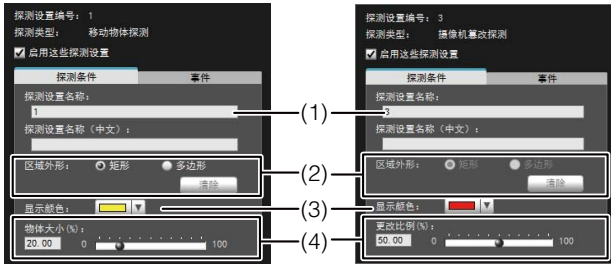 探测设置编号： 1
探测类型： 移动物体探测
启用这些探测设置
探测条件 事件
探测设置名称：
1
探测设置名称（中文）：
区域外形： 矩形 多边形
清除
显示颜色：
物体大小(%)：
20.00 0 100
(1)
(2)
(3)
(4)
探测设置编号： 3
探测类型： 摄像机篡改探测
启用这些探测设置
探测条件 事件
探测设置名称：
3
探测设置名称（中文）：
区域外形： 矩形 多边形
清除
显示颜色：
更改比例(%)：
50.00 0 100